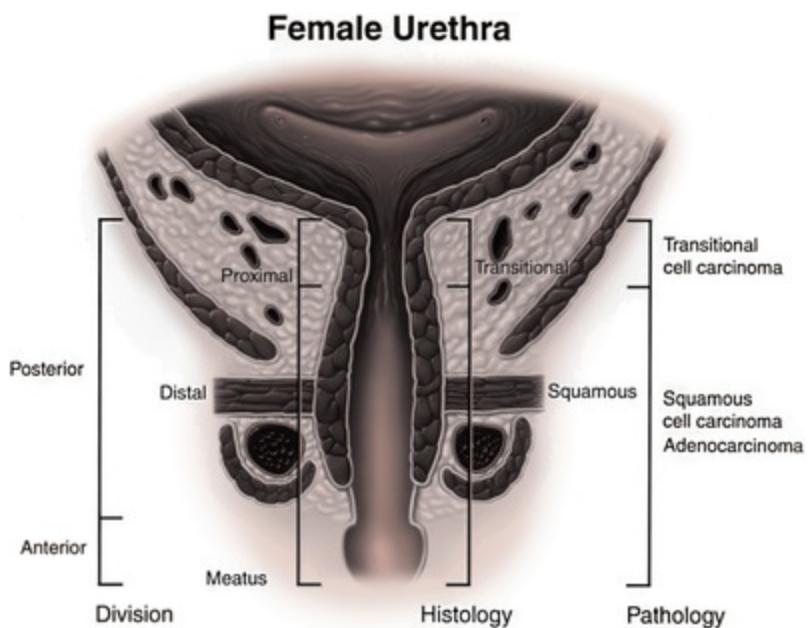 Female Urethra
Proximal
Transitional
Transitional
cell carcinoma
Posterior
Distal
Squamous
Squamous
cell carcinoma
Adenocarcinoma
Anterior
Meatus
Division
Histology
Pathology